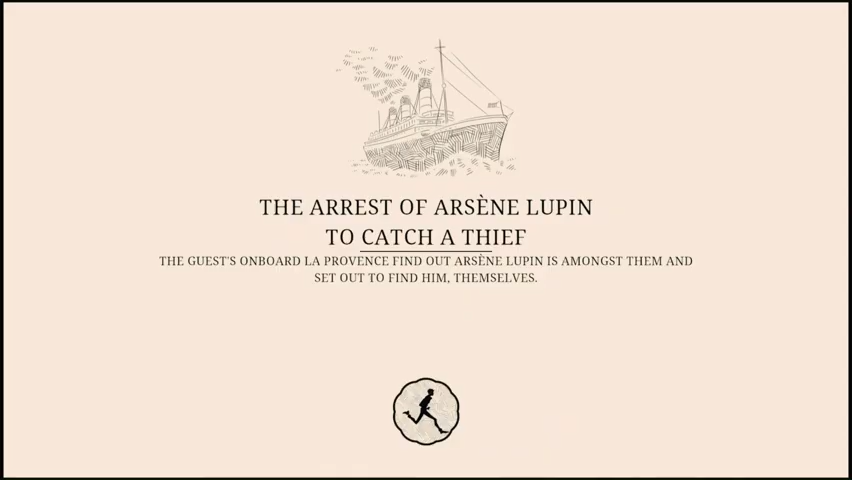 THE ARREST OF ARSÈNE LUPIN
TO CATCH A THIEF
THE GUEST'S ONBOARD LA PROVENCE FIND OUT ARSÈNE LUPIN IS AMONGST THEM AND
SET OUT TO FIND HIM, THEMSELVES.